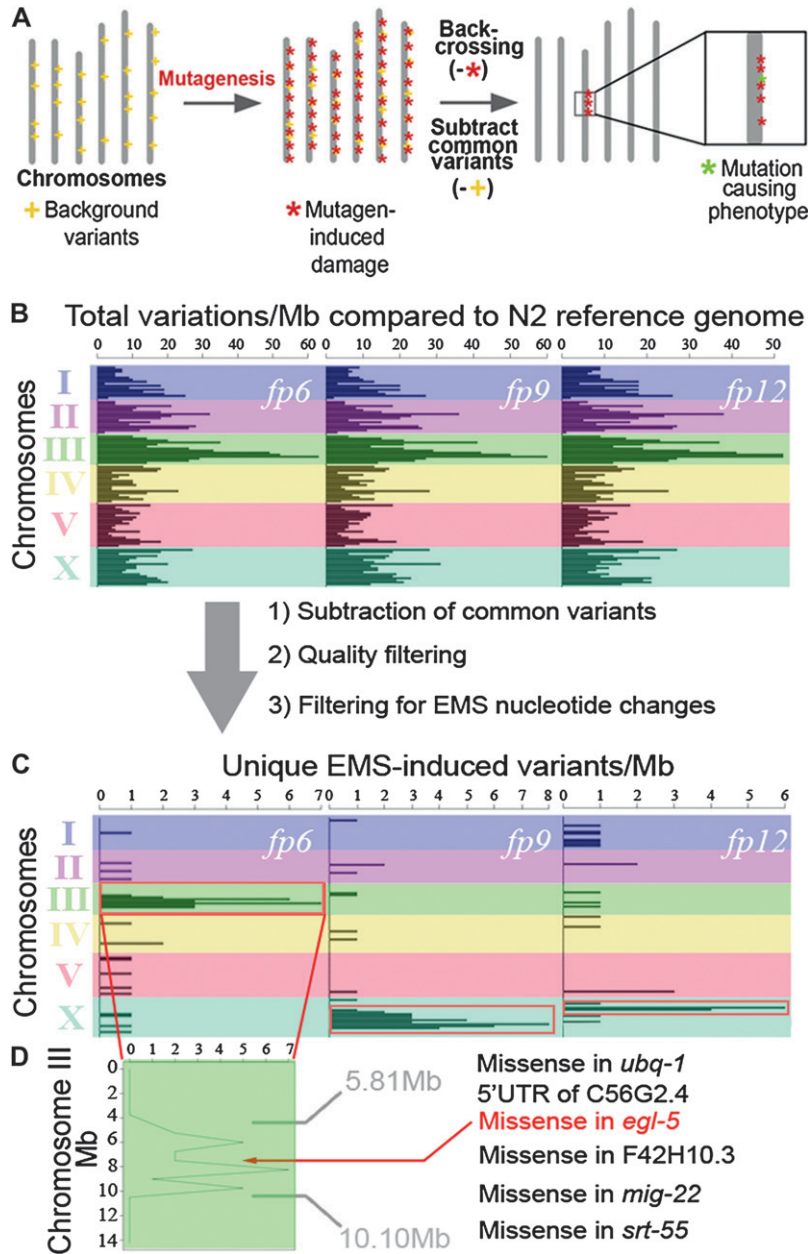 A
Mutagenesis
Back-
crossing
(-*)
Subtract
common
variants
(-+)
Chromosomes
+ Background
variants
* Mutagen-
induced
damage
* Mutation
causing
phenotype
B
Total variations/Mb compared to N2 reference genome
0 10 20 30 40 50 60 0 10 20 30 40 50 60 0 10 20 30 40 50
Chromosomes
I
II
III
IV
V
X
fp6 fp9 fp12
1) Subtraction of common variants
2) Quality filtering
3) Filtering for EMS nucleotide changes
C
Unique EMS-induced variants/Mb
0 1 2 3 4 5 6 7 0 1 2 3 4 5 6 7 8 0 1 2 3 4 5 6
Chromosomes
I
II
III
IV
V
X
fp6 fp9 fp12
D
0 1 2 3 4 5 6 7
Chromosome III
Mb
0
2
4
6
8
10
12
14
5.81Mb
10.10Mb
Missense in ubq-1
5'UTR of C56G2.4
Missense in egl-5
Missense in F42H10.3
Missense in mig-22
Missense in srt-55